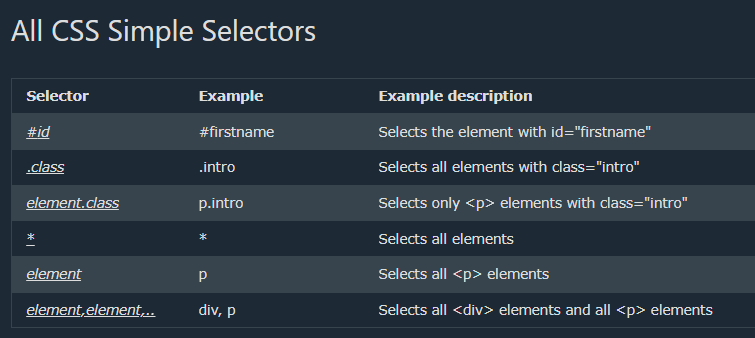 All CSS Simple Selectors
Selector Example Example description
#id #firstname Selects the element with id="firstname"
.class .intro Selects all elements with class="intro"
element.class p.intro Selects only <p> elements with class="intro"
* * Selects all elements
element p Selects all <p> elements
element,element,.. div, p Selects all <div> elements and all <p> elements